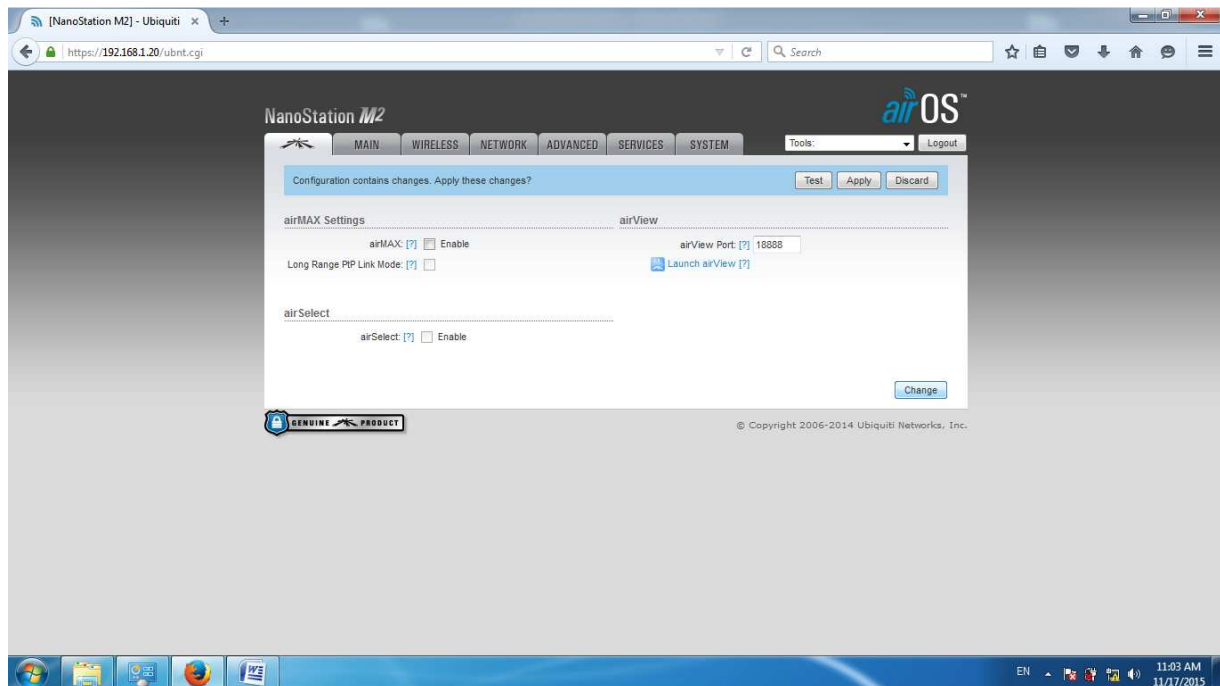 [NanoStation M2] - Ubiquiti
https://192.168.1.20/ubnt.cgi
Search
NanoStation M2
airOS™
MAIN WIRELESS NETWORK ADVANCED SERVICES SYSTEM
Tools:
Logout
Configuration contains changes. Apply these changes?
Test Apply Discard
airMAX Settings
airMAX: [?] Enable
Long Range PtP Link Mode: [?]
airView
airView Port: [?] 18888
Launch airView [?]
airSelect
airSelect: [?] Enable
Change
GENUINE PRODUCT
© Copyright 2006-2014 Ubiquiti Networks, Inc.
EN
11:03 AM
11/17/2015